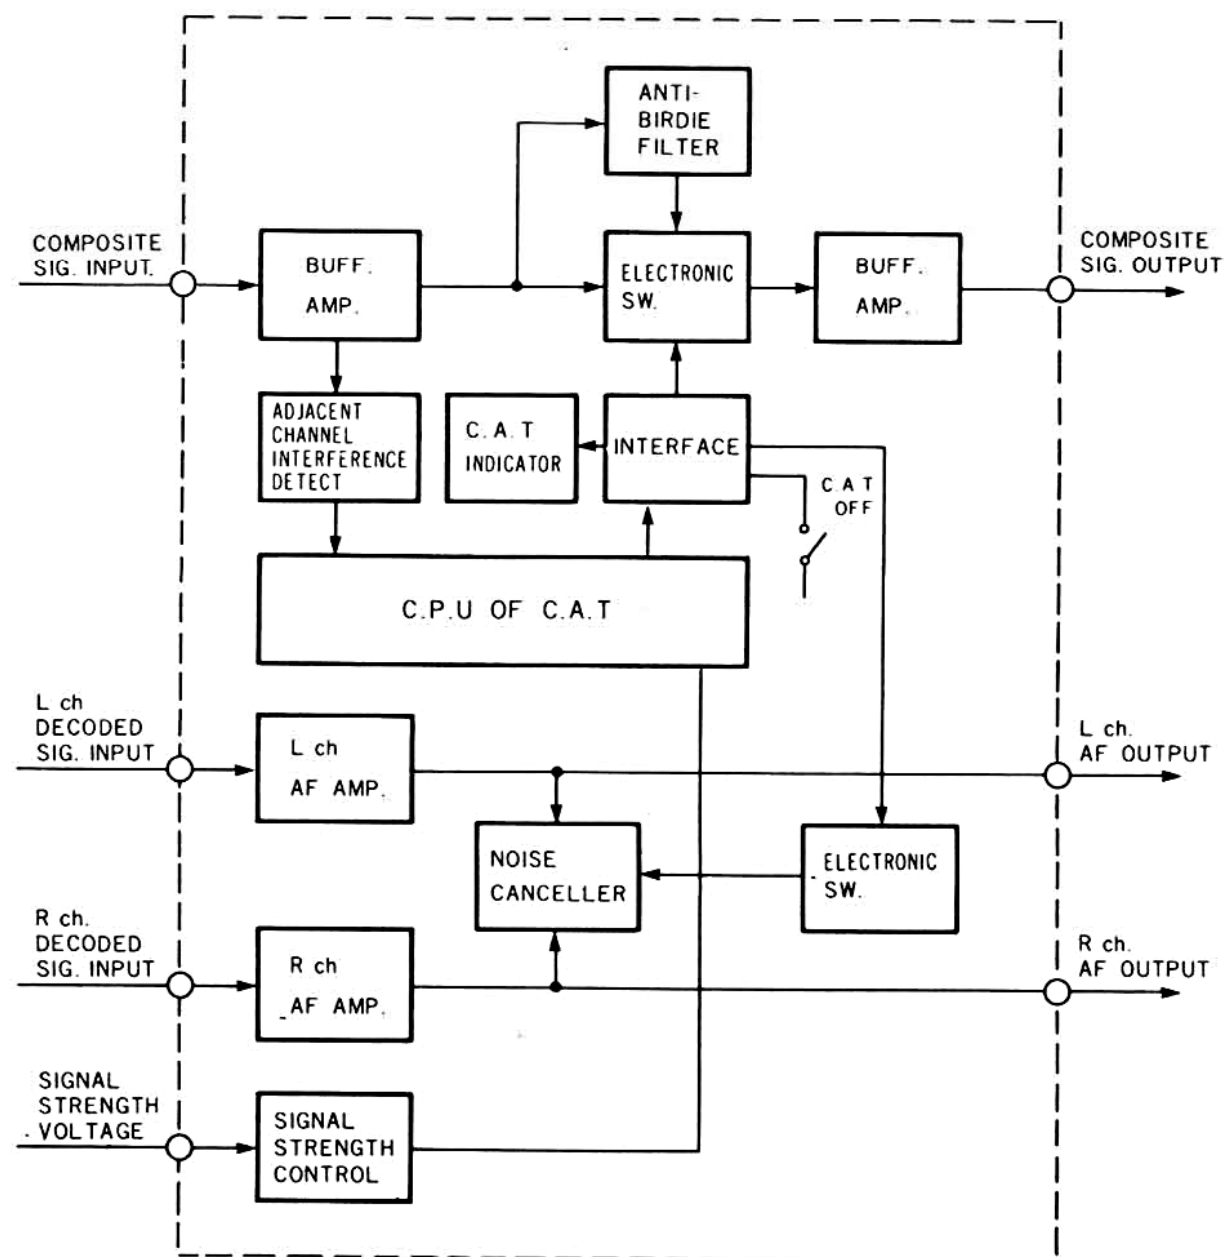 ANTI-
BIRDIE
FILTER
COMPOSITE
SIG. INPUT.
BUFF.
AMP.
ELECTRONIC
SW.
BUFF.
AMP.
COMPOSITE
SIG. OUTPUT
ADJACENT
CHANNEL
INTERFERENCE
DETECT
C. A. T
INDICATOR
INTERFACE
C.A.T
OFF
C.P.U OF C.A.T
L ch
DECODED
SIG. INPUT
L ch
AF AMP.
L ch.
AF OUTPUT
NOISE
CANCELLER
ELECTRONIC
SW.
R ch.
DECODED
SIG. INPUT
R ch
AF AMP.
R ch.
AF OUTPUT
SIGNAL
STRENGTH
VOLTAGE
SIGNAL
STRENGTH
CONTROL